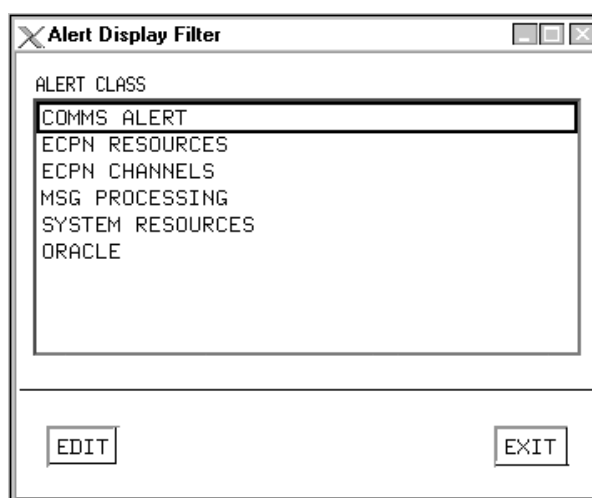 Alert Display Filter
ALERT CLASS
COMMS ALERT
ECPN RESOURCES
ECPN CHANNELS
MSG PROCESSING
SYSTEM RESOURCES
ORACLE
EDIT EXIT